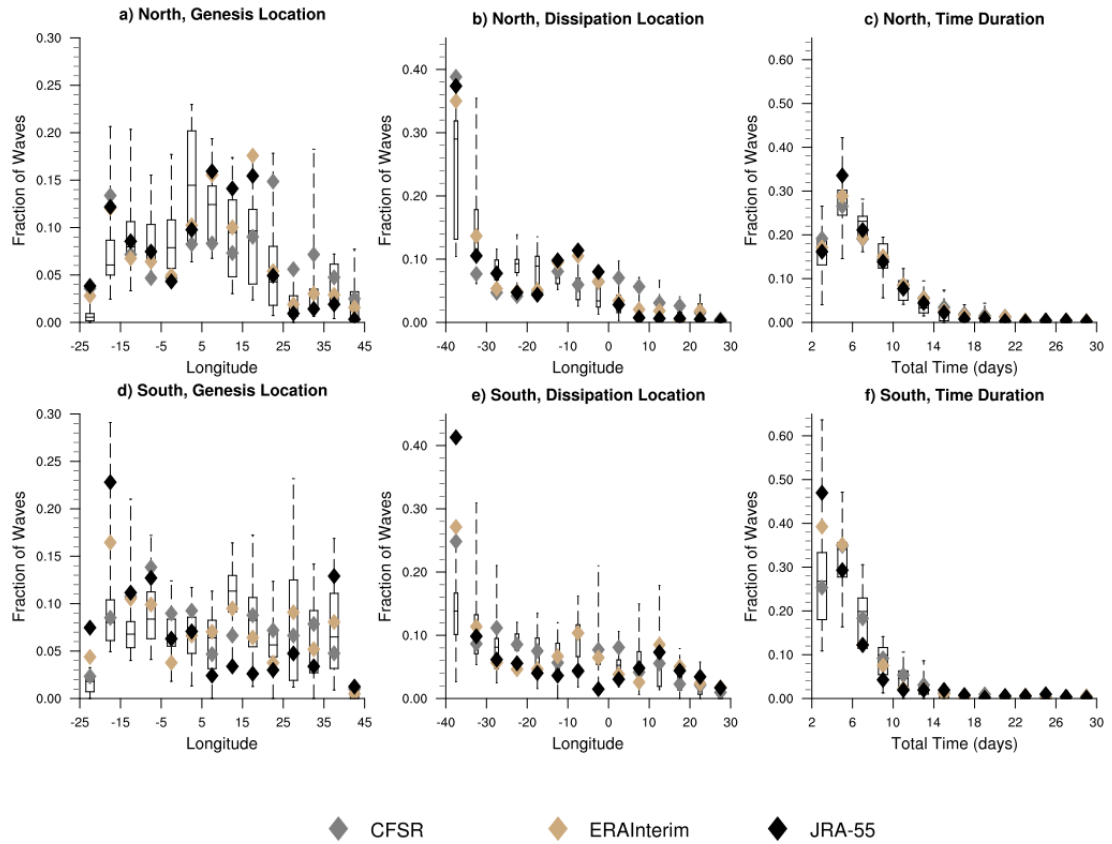 a) North, Genesis Location
b) North, Dissipation Location
c) North, Time Duration
Fraction of Waves
0.30
0.25
0.20
0.15
0.10
0.05
0.00
-25 -15 -5 5 15 25 35 45
Longitude
Fraction of Waves
0.40
0.30
0.20
0.10
0.00
-40 -30 -20 -10 0 10 20 30
Longitude
Fraction of Waves
0.60
0.50
0.40
0.30
0.20
0.10
0.00
2 6 10 14 18 22 26 30
Total Time (days)
d) South, Genesis Location
e) South, Dissipation Location
f) South, Time Duration
Fraction of Waves
0.30
0.25
0.20
0.15
0.10
0.05
0.00
-25 -15 -5 5 15 25 35 45
Longitude
Fraction of Waves
0.40
0.30
0.20
0.10
0.00
-40 -30 -20 -10 0 10 20 30
Longitude
Fraction of Waves
0.60
0.50
0.40
0.30
0.20
0.10
0.00
2 6 10 14 18 22 26 30
Total Time (days)
CFSR ERAInterim JRA-55